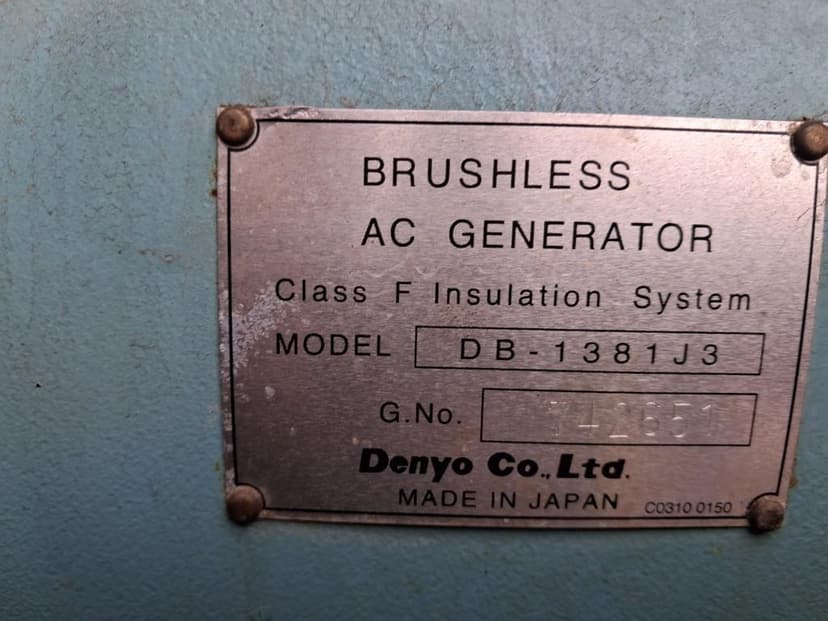 BRUSHLESS
AC GENERATOR
Class F Insulation System
MODEL DB-1381J3
G.No.
Denyo Co., Ltd.
MADE IN JAPAN C0310 0150